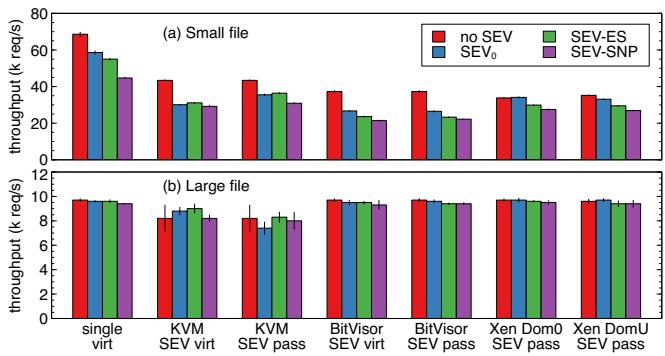 throughput (k req/s)
80
60
40
20
0
(a) Small file
no SEV
SEV₀
SEV-ES
SEV-SNP
throughput (k req/s)
12
10
8
6
4
2
0
(b) Large file
single
virt
KVM
SEV virt
KVM
SEV pass
BitVisor
SEV virt
BitVisor
SEV pass
Xen Dom0
SEV pass
Xen DomU
SEV pass